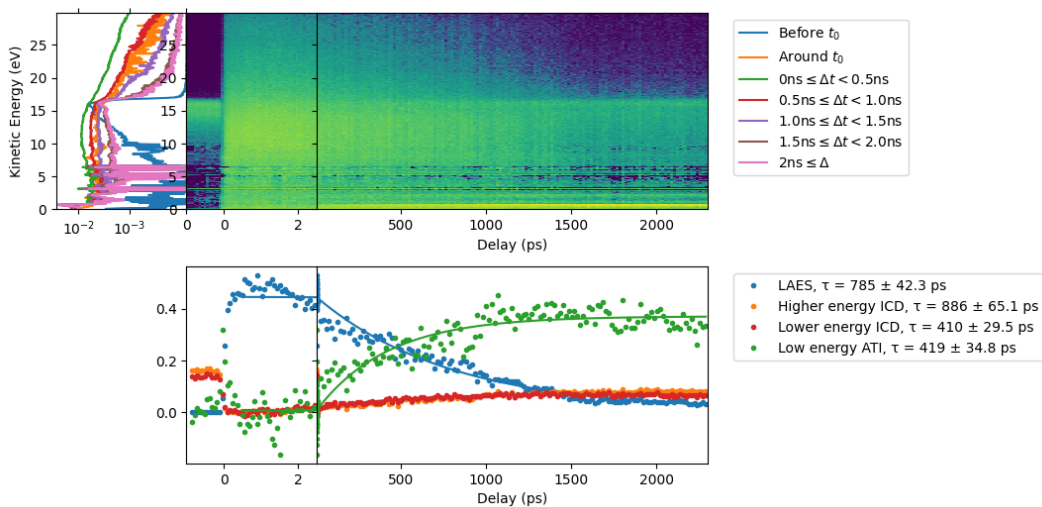 Kinetic Energy (eV)
25
20
15
10
5
0
25
20
15
10
5
0
10⁻² 10⁻³ 0 0 2 500 1000 1500 2000
Delay (ps)
Before t₀
Around t₀
0ns ≤ Δt < 0.5ns
0.5ns ≤ Δt < 1.0ns
1.0ns ≤ Δt < 1.5ns
1.5ns ≤ Δt < 2.0ns
2ns ≤ Δ
0.4
0.2
0.0
0 2 500 1000 1500 2000
Delay (ps)
LAES, τ = 785 ± 42.3 ps
Higher energy ICD, τ = 886 ± 65.1 ps
Lower energy ICD, τ = 410 ± 29.5 ps
Low energy ATI, τ = 419 ± 34.8 ps